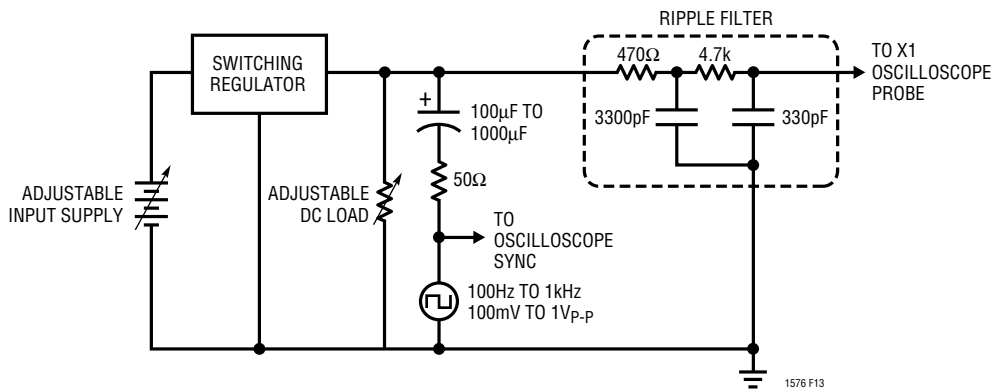 RIPPLE FILTER
SWITCHING
REGULATOR
470Ω
4.7k
TO X1
OSCILLOSCOPE
PROBE
+
100µF TO
1000µF
3300pF
330pF
ADJUSTABLE
INPUT SUPPLY
ADJUSTABLE
DC LOAD
50Ω
TO
OSCILLOSCOPE
SYNC
100Hz TO 1kHz
100mV TO 1VP-P
1576 F13